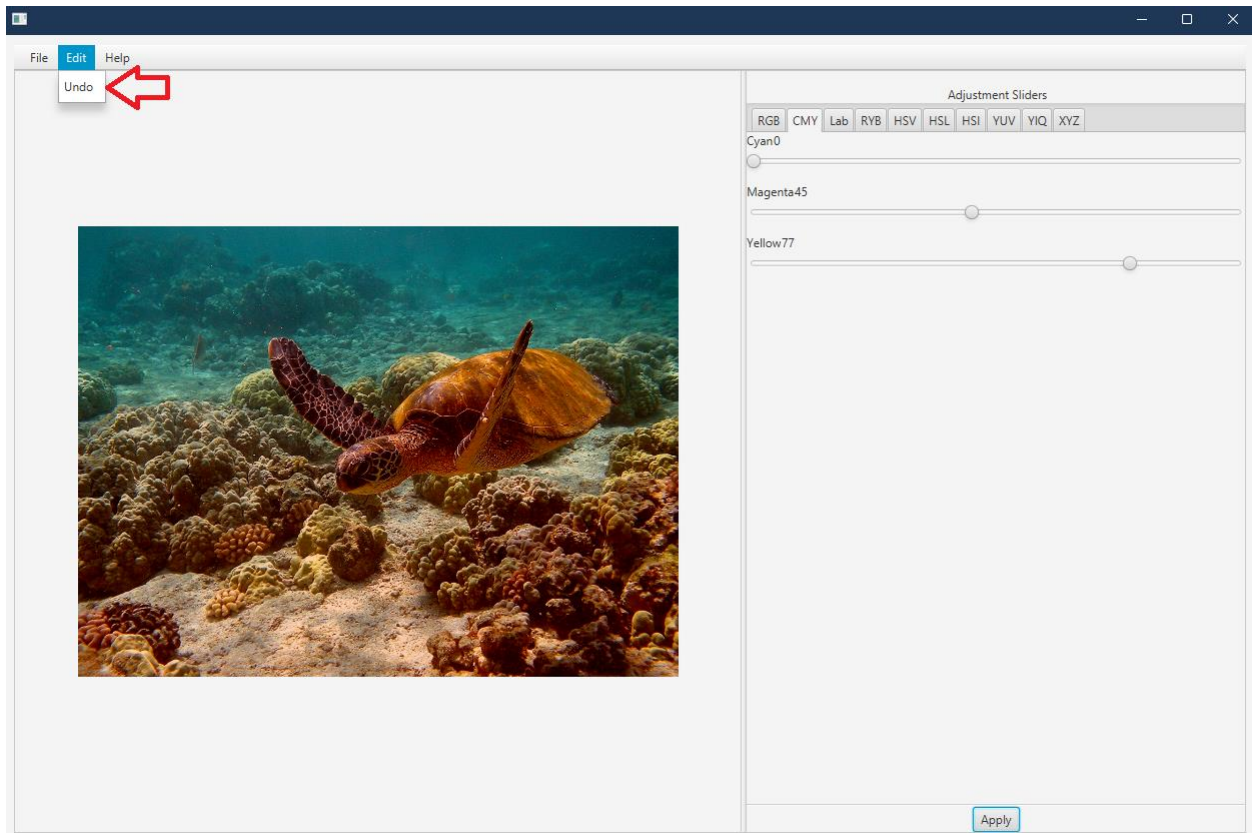 File Edit Help
Undo
Adjustment Sliders
RGB CMY Lab RYB HSV HSL HSI YUV YIQ XYZ
Cyan0
Magenta45
Yellow77
Apply